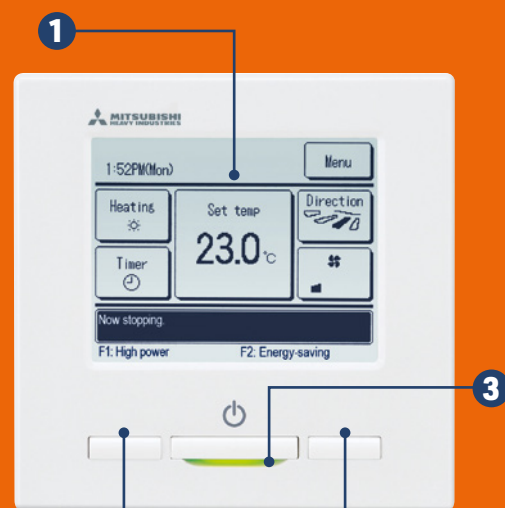 1
MITSUBISHI
HEAVY INDUSTRIES
1:52PM(Mon)
Menu
Heating
Set temp
Direction
23.0°C
Timer
Now stopping.
F1: High power
F2: Energy-saving
3